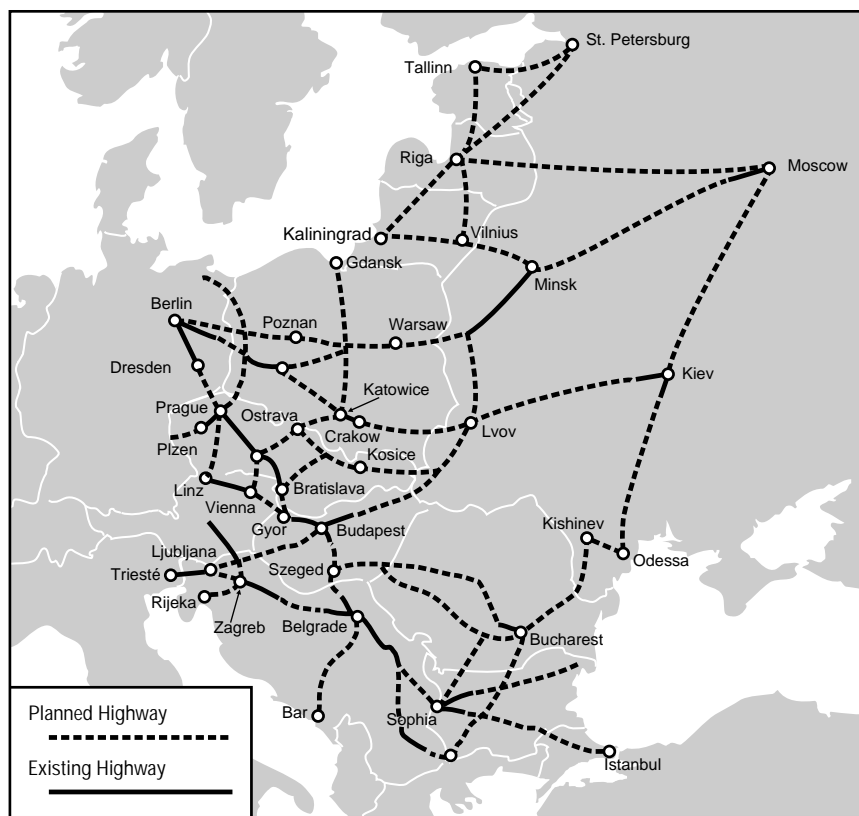 St. Petersburg
Tallinn
Riga
Moscow
Kaliningrad
Vilnius
Gdansk
Minsk
Berlin
Poznan
Warsaw
Dresden
Kiev
Katowice
Prague
Ostrava
Crakow
Lvov
Plzen
Kosice
Linz
Bratislava
Vienna
Gyor
Budapest
Kishinev
Ljubljana
Odessa
Szeged
Triesté
Rijeka
Zagreb
Belgrade
Bucharest
Bar
Sophia
Istanbul
Planned Highway
Existing Highway